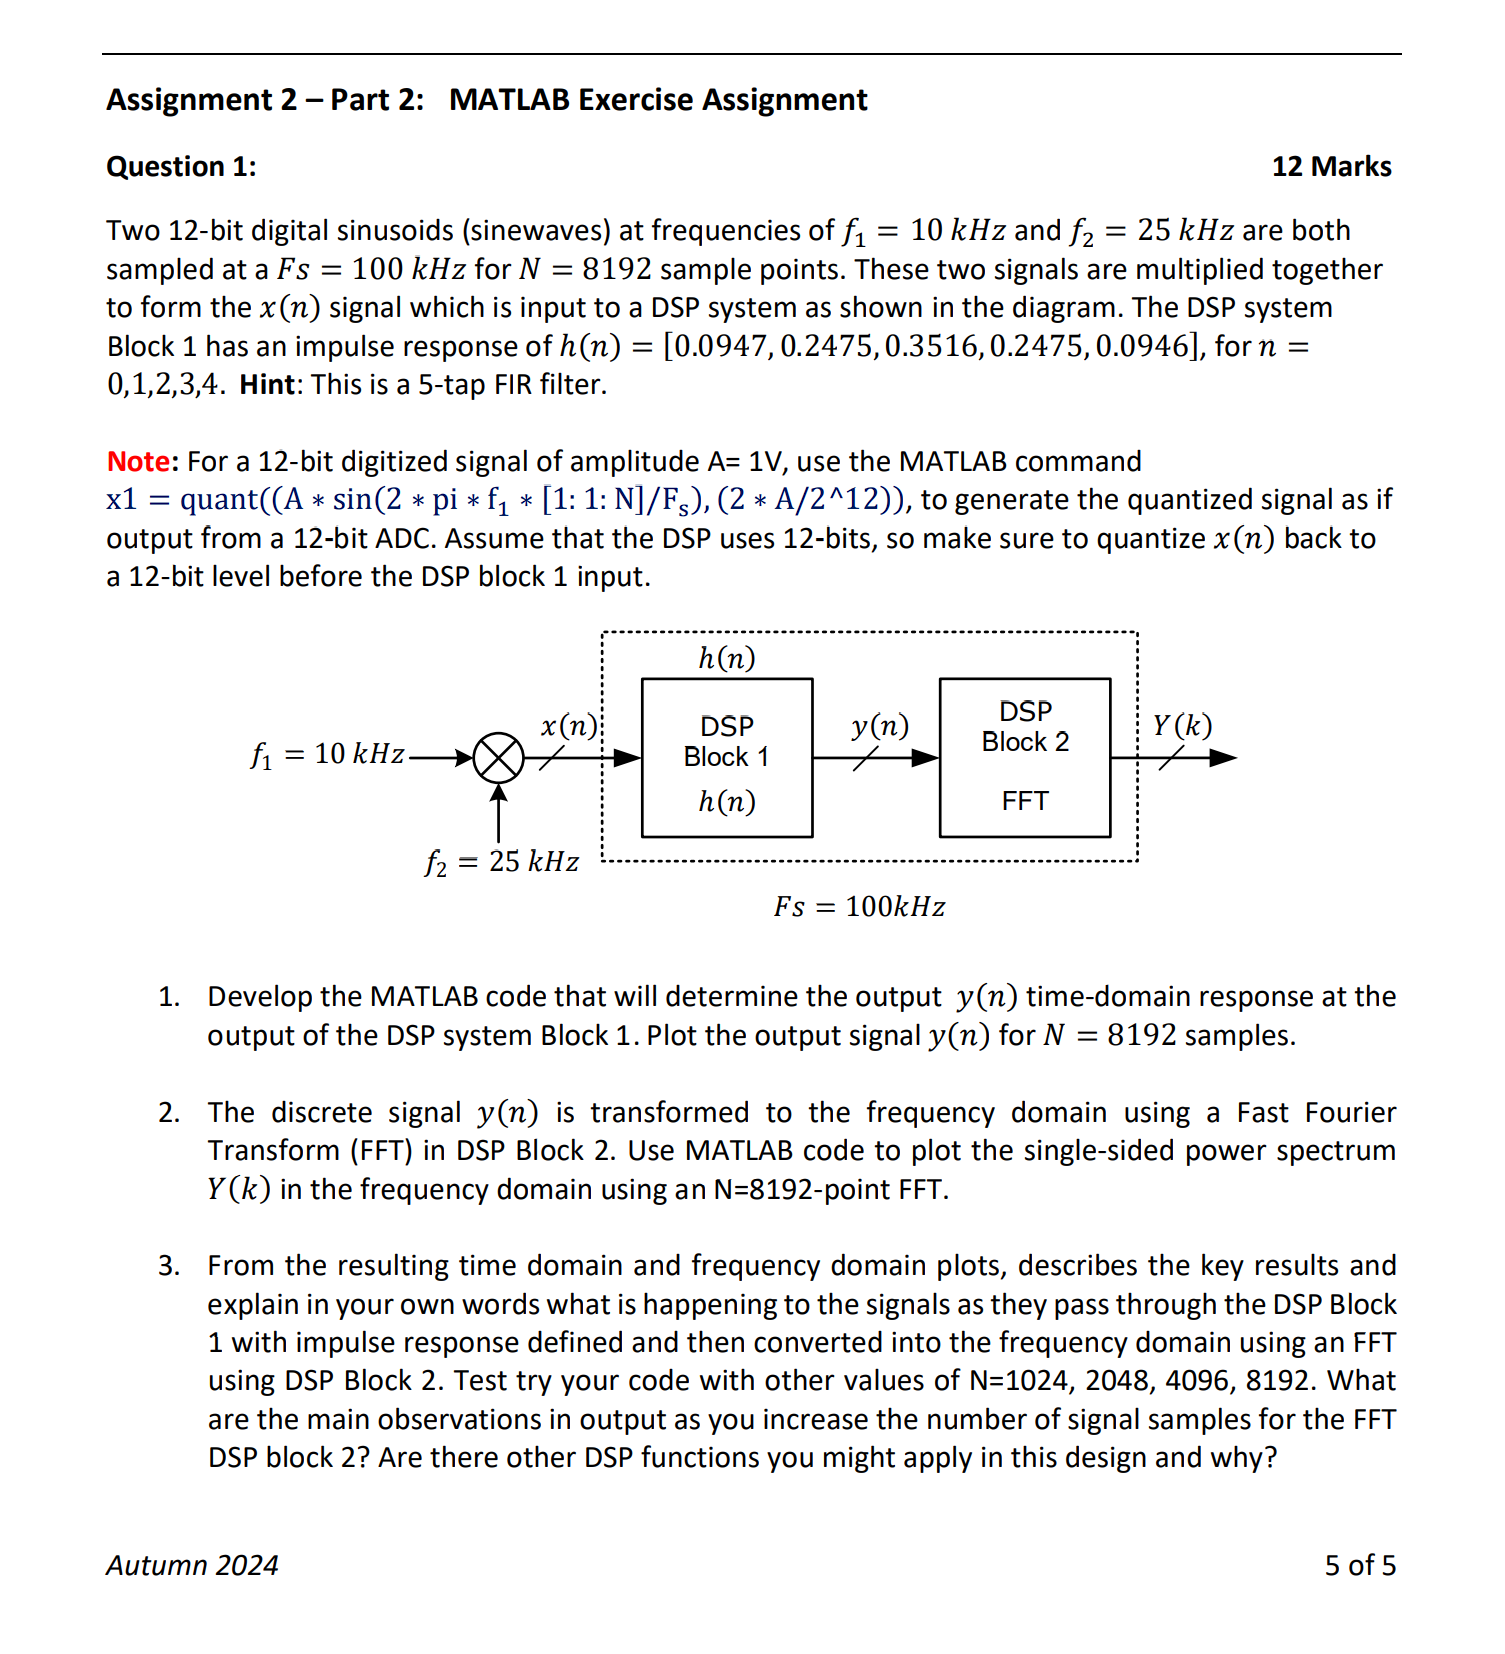 Assignment 2 – Part 2: MATLAB Exercise Assignment
Question 1: 12 Marks
Two 12-bit digital sinusoids (sinewaves) at frequencies of f₁ = 10 kHz and f₂ = 25 kHz are both
sampled at a Fs = 100 kHz for N = 8192 sample points. These two signals are multiplied together
to form the x(n) signal which is input to a DSP system as shown in the diagram. The DSP system
Block 1 has an impulse response of h(n) = [0.0947, 0.2475, 0.3516, 0.2475, 0.0946], for n =
0,1,2,3,4. Hint: This is a 5-tap FIR filter.
Note: For a 12-bit digitized signal of amplitude A= 1V, use the MATLAB command
x1 = quant((A ∗ sin(2 ∗ pi ∗ f₁ ∗ [1: 1: N]/Fₛ), (2 ∗ A/2^12)), to generate the quantized signal as if
output from a 12-bit ADC. Assume that the DSP uses 12-bits, so make sure to quantize x(n) back to
a 12-bit level before the DSP block 1 input.
h(n)
f₁ = 10 kHz
x(n)
DSP
Block 1
h(n)
y(n)
DSP
Block 2
FFT
Y(k)
f₂ = 25 kHz
Fs = 100kHz
1. Develop the MATLAB code that will determine the output y(n) time-domain response at the
output of the DSP system Block 1. Plot the output signal y(n) for N = 8192 samples.
2. The discrete signal y(n) is transformed to the frequency domain using a Fast Fourier
Transform (FFT) in DSP Block 2. Use MATLAB code to plot the single-sided power spectrum
Y(k) in the frequency domain using an N=8192-point FFT.
3. From the resulting time domain and frequency domain plots, describes the key results and
explain in your own words what is happening to the signals as they pass through the DSP Block
1 with impulse response defined and then converted into the frequency domain using an FFT
using DSP Block 2. Test try your code with other values of N=1024, 2048, 4096, 8192. What
are the main observations in output as you increase the number of signal samples for the FFT
DSP block 2? Are there other DSP functions you might apply in this design and why?
Autumn 2024 5 of 5